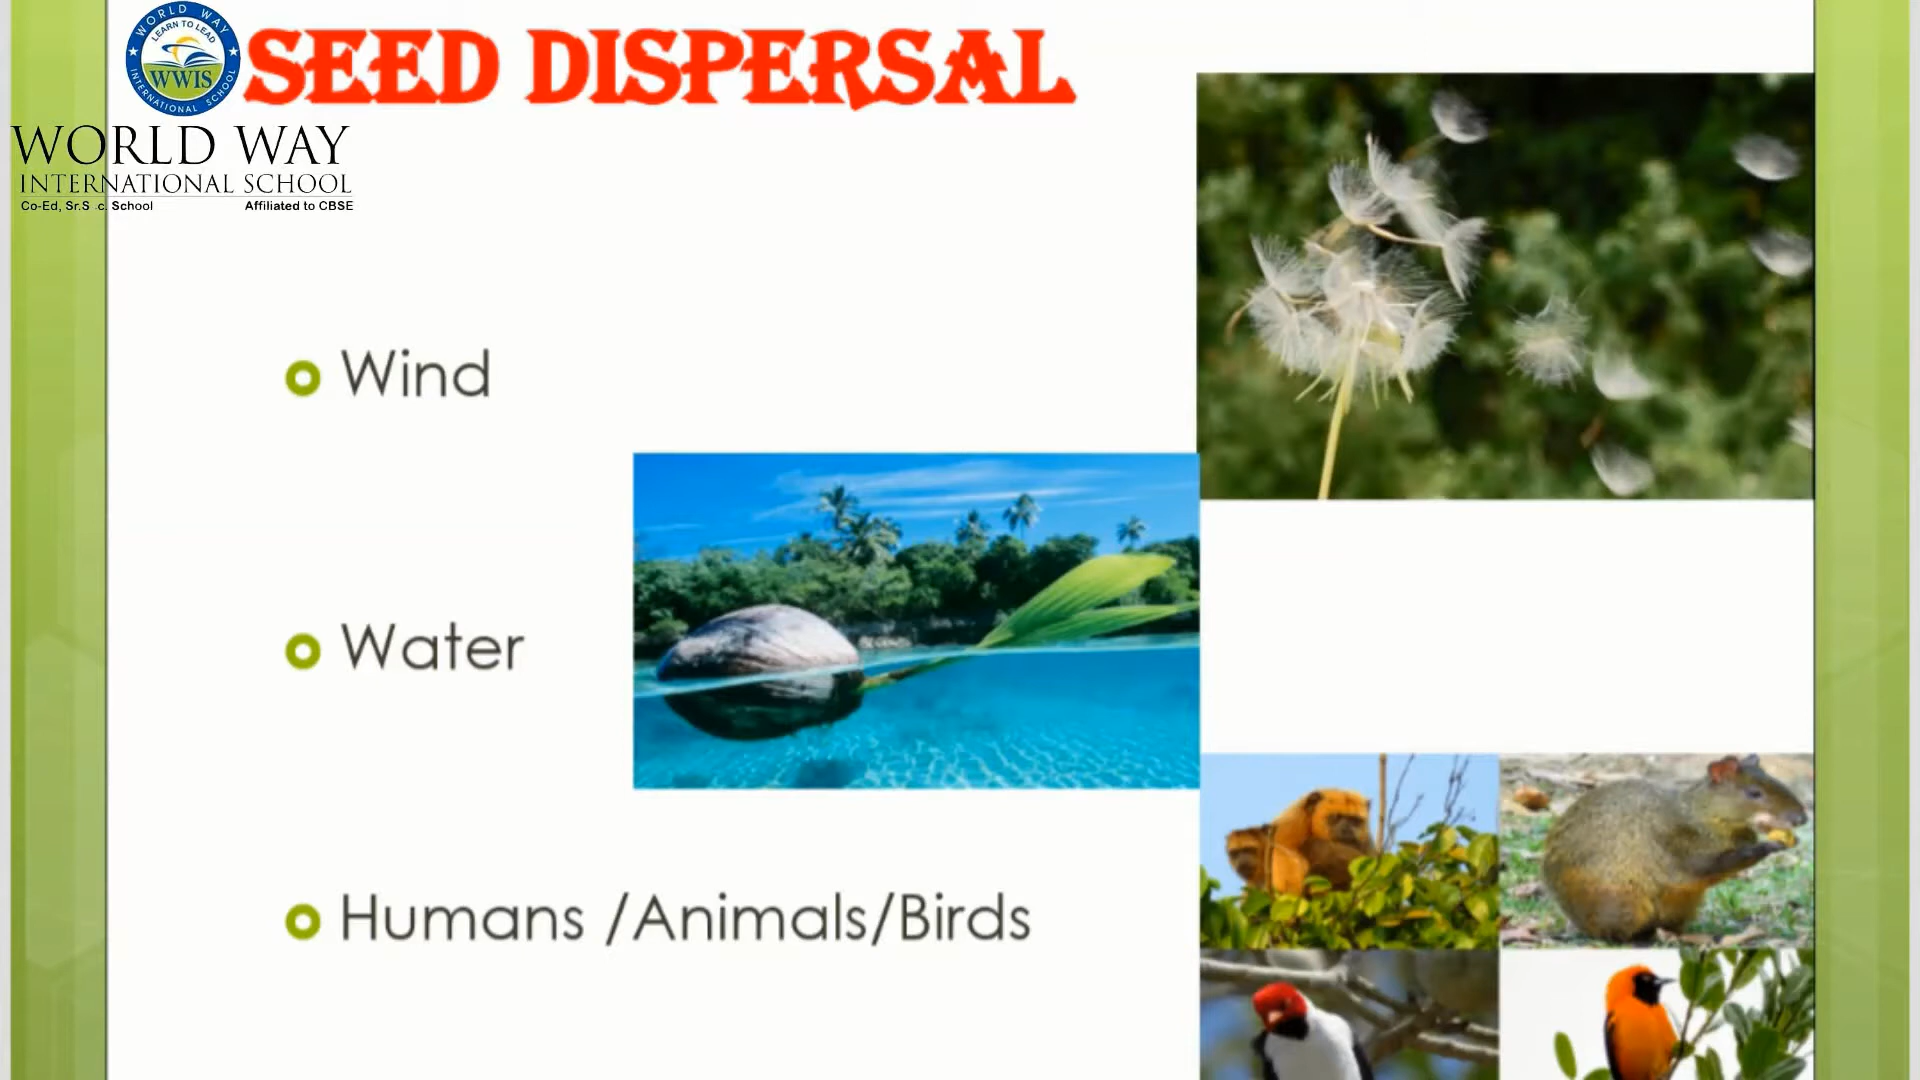 WORLD WAY
LEARN TO LEAD
WWIS
INTERNATIONAL SCHOOL
SEED DISPERSAL
WORLD WAY
INTERNATIONAL SCHOOL
Co-Ed, Sr.S .c. School Affiliated to CBSE
Wind
Water
Humans /Animals/Birds